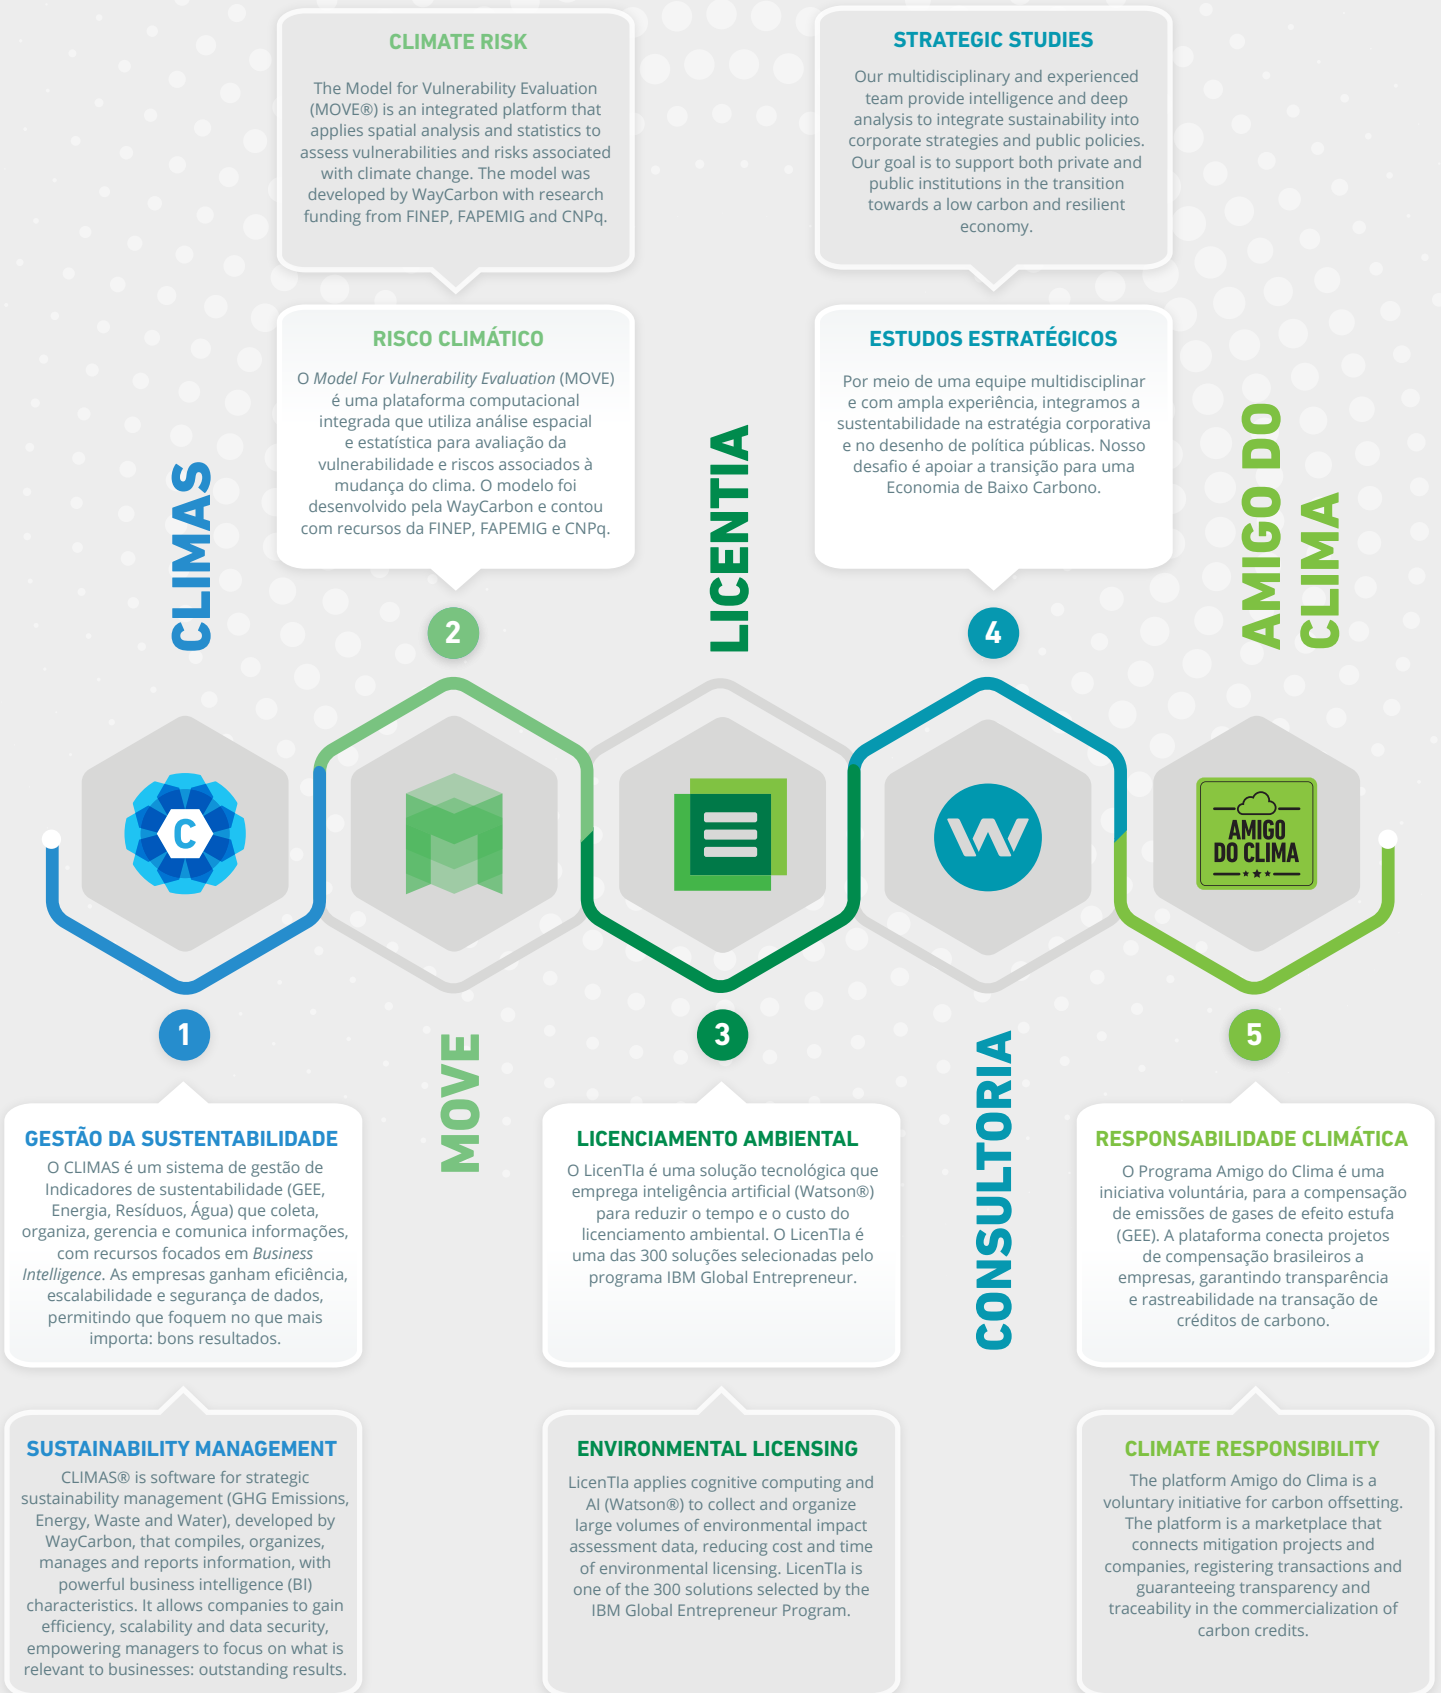 CLIMATE RISK
The Model for Vulnerability Evaluation
(MOVE®) is an integrated platform that
applies spatial analysis and statistics to
assess vulnerabilities and risks associated
with climate change. The model was
developed by WayCarbon with research
funding from FINEP, FAPEMIG and CNPq.
STRATEGIC STUDIES
Our multidisciplinary and experienced
team provide intelligence and deep
analysis to integrate sustainability into
corporate strategies and public policies.
Our goal is to support both private and
public institutions in the transition
towards a low carbon and resilient
economy.
RISCO CLIMÁTICO
O Model For Vulnerability Evaluation (MOVE)
é uma plataforma computacional
integrada que utiliza análise espacial
e estatística para avaliação da
vulnerabilidade e riscos associados à
mudança do clima. O modelo foi
desenvolvido pela WayCarbon e contou
com recursos da FINEP, FAPEMIG e CNPq.
ESTUDOS ESTRATÉGICOS
Por meio de uma equipe multidisciplinar
e com ampla experiência, integramos a
sustentabilidade na estratégia corporativa
e no desenho de política públicas. Nosso
desafio é apoiar a transição para uma
Economia de Baixo Carbono.
CLIMAS
LICENTIA
AMIGO DO
CLIMA
2
4
C
AMIGO
DO CLIMA
1
3
5
MOVE
CONSULTORIA
GESTÃO DA SUSTENTABILIDADE
O CLIMAS é um sistema de gestão de
Indicadores de sustentabilidade (GEE,
Energia, Resíduos, Água) que coleta,
organiza, gerencia e comunica informações,
com recursos focados em Business
Intelligence. As empresas ganham eficiência,
escalabilidade e segurança de dados,
permitindo que foquem no que mais
importa: bons resultados.
LICENCIAMENTO AMBIENTAL
O LicenTIa é uma solução tecnológica que
emprega inteligência artificial (Watson®)
para reduzir o tempo e o custo do
licenciamento ambiental. O LicenTIa é
uma das 300 soluções selecionadas pelo
programa IBM Global Entrepreneur.
RESPONSABILIDADE CLIMÁTICA
O Programa Amigo do Clima é uma
iniciativa voluntária, para a compensação
de emissões de gases de efeito estufa
(GEE). A plataforma conecta projetos
de compensação brasileiros a
empresas, garantindo transparência
e rastreabilidade na transação de
créditos de carbono.
SUSTAINABILITY MANAGEMENT
CLIMAS® is software for strategic
sustainability management (GHG Emissions,
Energy, Waste and Water), developed by
WayCarbon, that compiles, organizes,
manages and reports information, with
powerful business intelligence (BI)
characteristics. It allows companies to gain
efficiency, scalability and data security,
empowering managers to focus on what is
relevant to businesses: outstanding results.
ENVIRONMENTAL LICENSING
LicenTIa applies cognitive computing and
AI (Watson®) to collect and organize
large volumes of environmental impact
assessment data, reducing cost and time
of environmental licensing. LicenTIa is
one of the 300 solutions selected by the
IBM Global Entrepreneur Program.
CLIMATE RESPONSIBILITY
The platform Amigo do Clima is a
voluntary initiative for carbon offsetting.
The platform is a marketplace that
connects mitigation projects and
companies, registering transactions and
guaranteeing transparency and
traceability in the commercialization of
carbon credits.